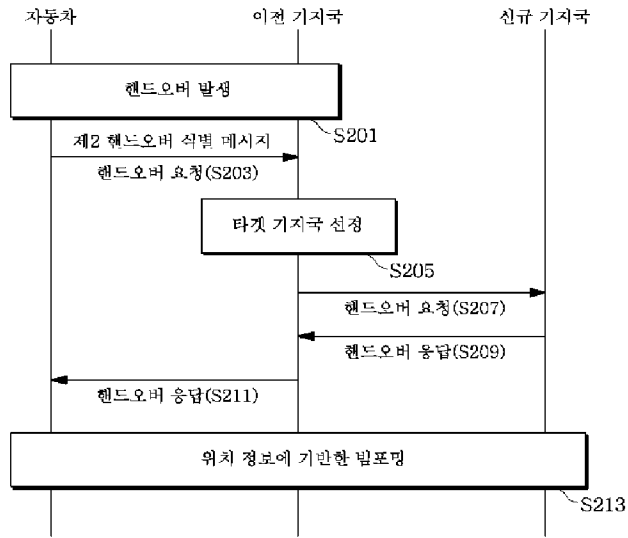 자동차 이전 기지국 신규 기지국
핸드오버 발생
S201
제2 핸드오버 식별 메시지
핸드오버 요청(S203)
타겟 기지국 선정
S205
핸드오버 요청(S207)
핸드오버 응답(S209)
핸드오버 응답(S211)
위치 정보에 기반한 빔포밍
S213